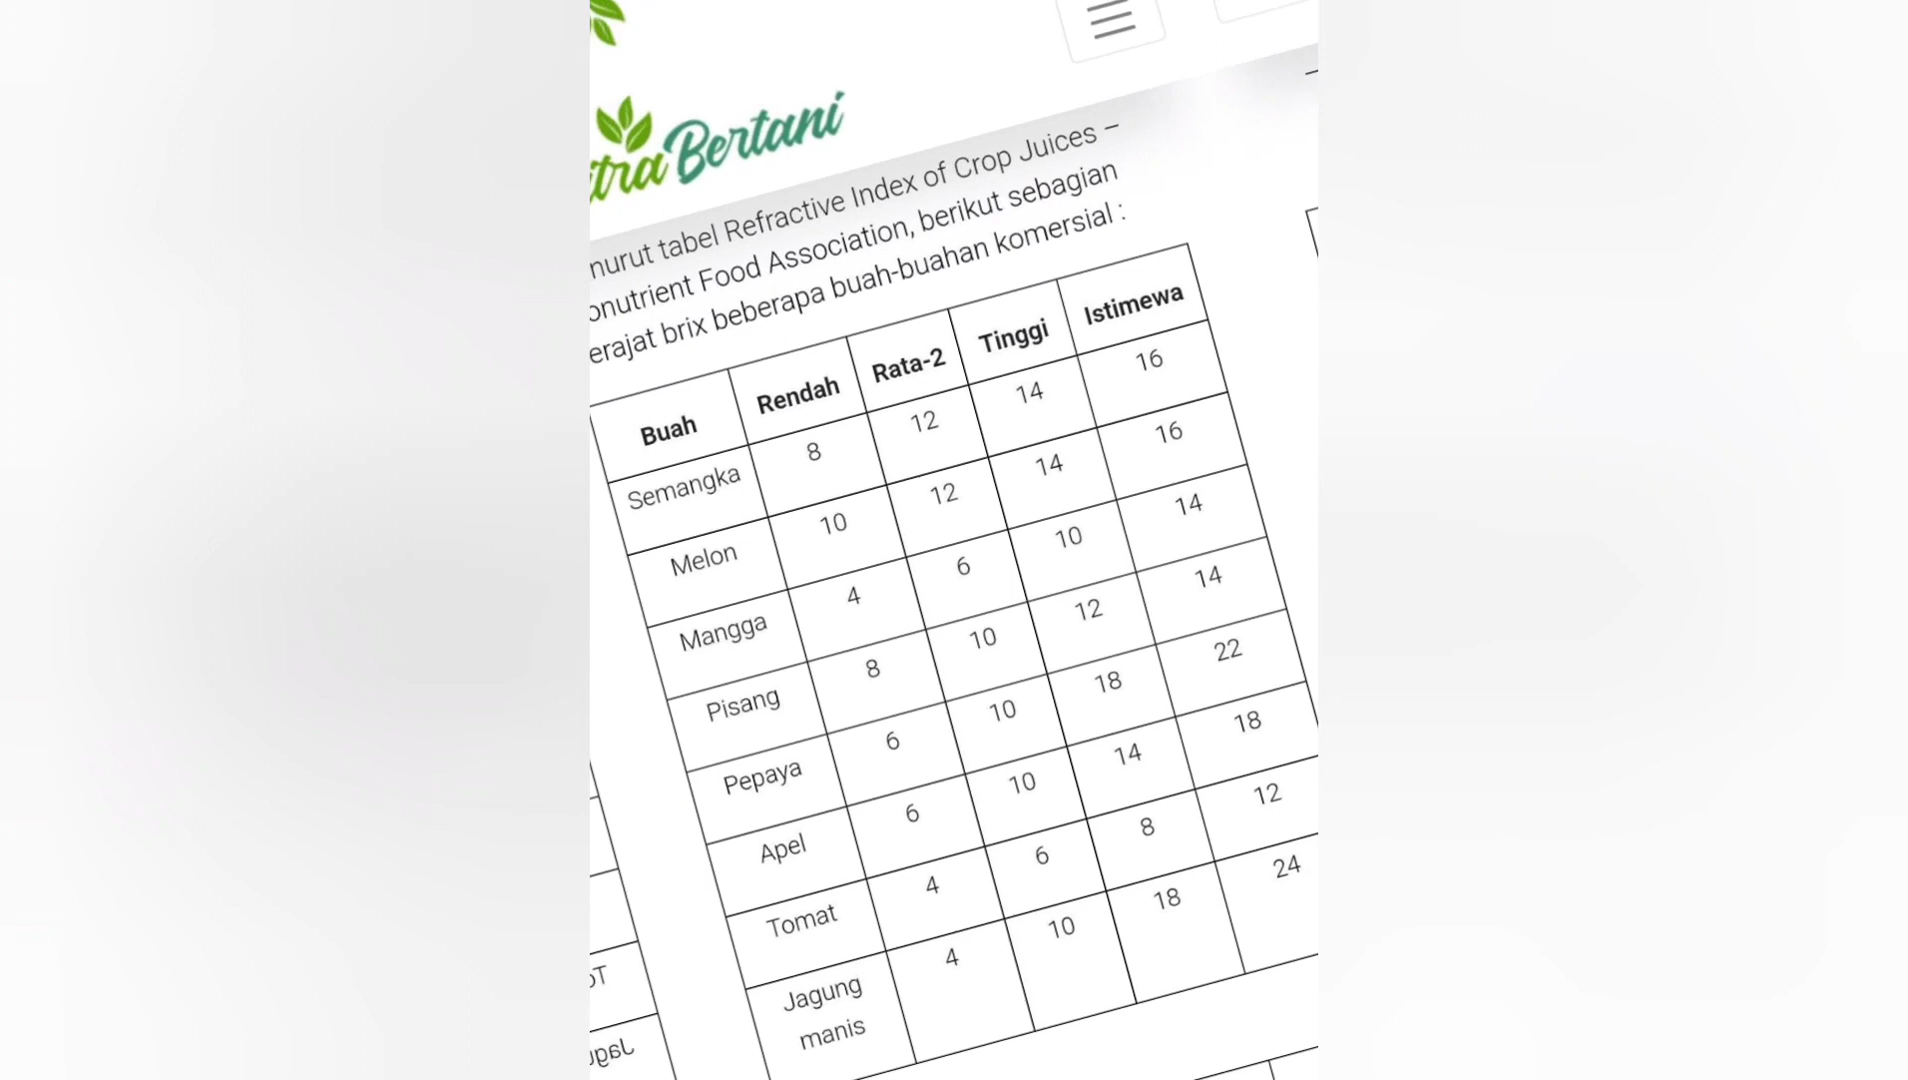 tra Bertani
nurut tabel Refractive Index of Crop Juices –
onutrient Food Association, berikut sebagian
erajat brix beberapa buah-buahan komersial :
Buah Rendah Rata-2 Tinggi Istimewa
Semangka 8 12 14 16
Melon 10 12 14 16
Mangga 4 6 10 14
Pisang 8 10 12 14
Pepaya 6 10 18 22
Apel 6 10 14 18
Tomat 4 6 8 12
Jagung 4 10 18 24
manis